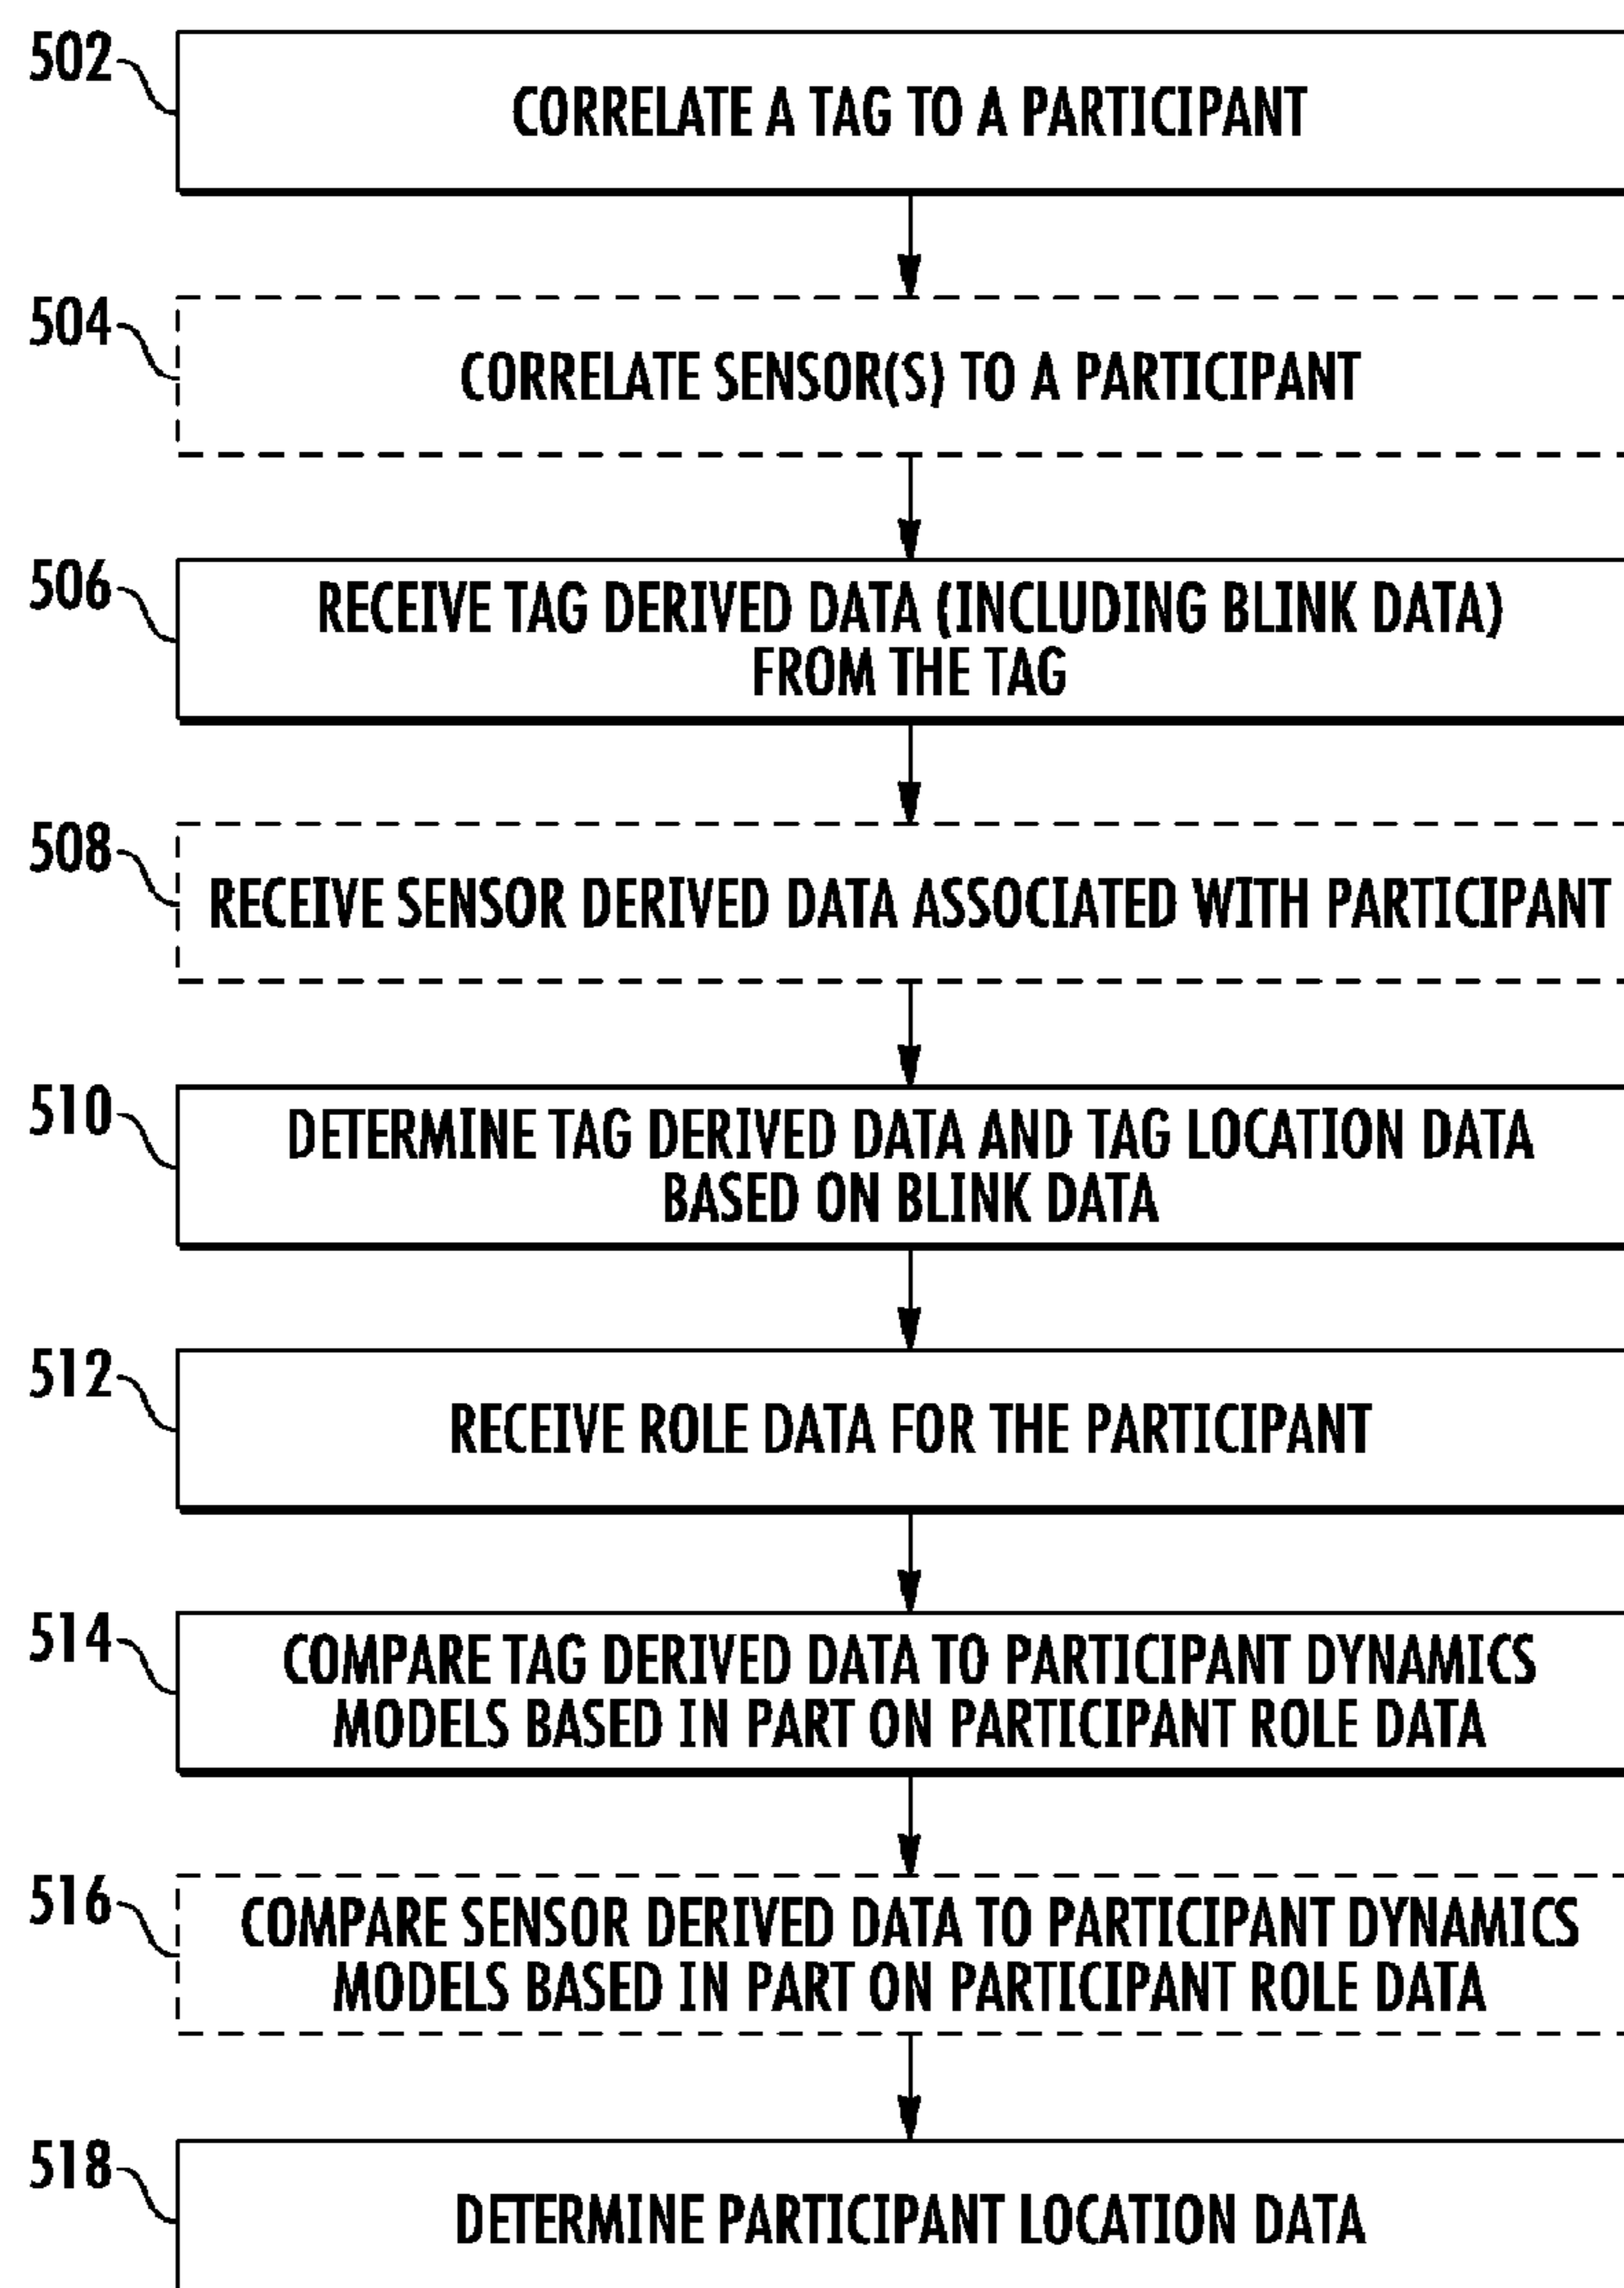 502
CORRELATE A TAG TO A PARTICIPANT
504
CORRELATE SENSOR(S) TO A PARTICIPANT
506
RECEIVE TAG DERIVED DATA (INCLUDING BLINK DATA)
FROM THE TAG
508
RECEIVE SENSOR DERIVED DATA ASSOCIATED WITH PARTICIPANT
510
DETERMINE TAG DERIVED DATA AND TAG LOCATION DATA
BASED ON BLINK DATA
512
RECEIVE ROLE DATA FOR THE PARTICIPANT
514
COMPARE TAG DERIVED DATA TO PARTICIPANT DYNAMICS
MODELS BASED IN PART ON PARTICIPANT ROLE DATA
516
COMPARE SENSOR DERIVED DATA TO PARTICIPANT DYNAMICS
MODELS BASED IN PART ON PARTICIPANT ROLE DATA
518
DETERMINE PARTICIPANT LOCATION DATA